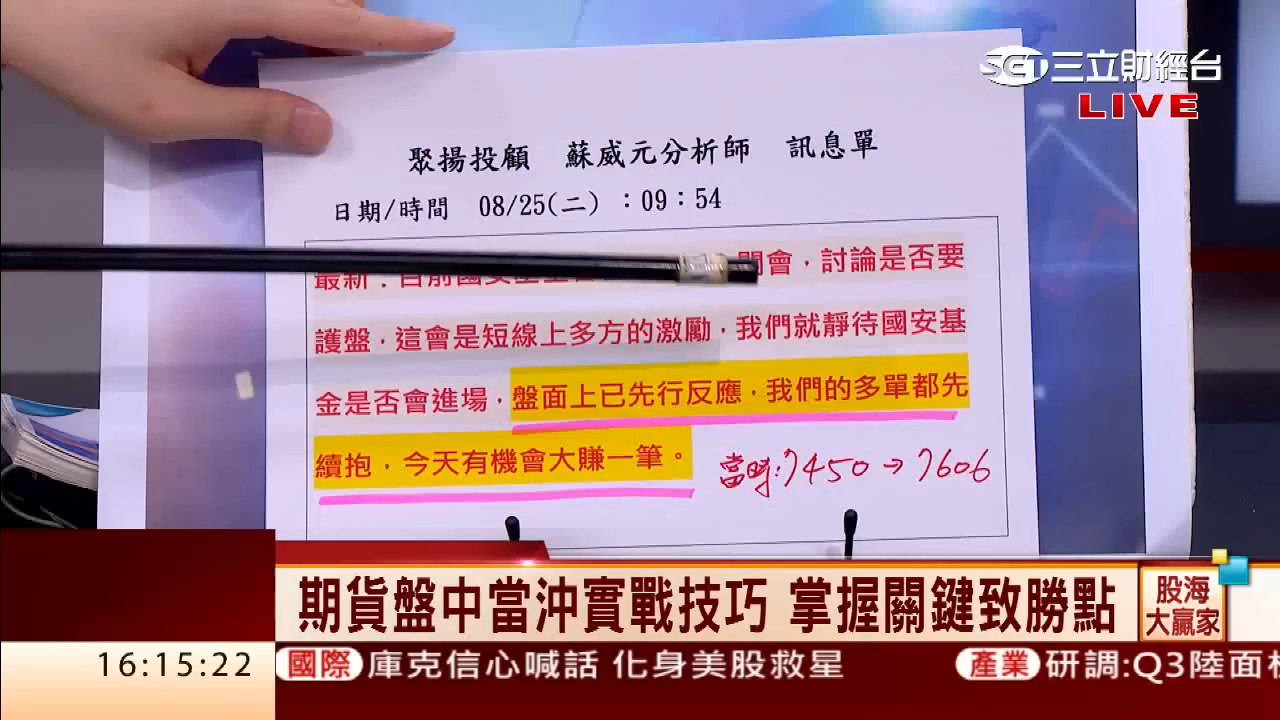 SET三立財經台
LIVE
聚揚投顧 蘇威元分析師 訊息單
日期/時間 08/25(二) :09:54
最新:目前國安基金 開會,討論是否要
護盤,這會是短線上多方的激勵,我們就靜待國安基
金是否會進場,盤面上已先行反應,我們的多單都先
續抱,今天有機會大賺一筆。
當時:7450→7606
期貨盤中當沖實戰技巧 掌握關鍵致勝點
股海
大贏家
16:15:22
國際 庫克信心喊話 化身美股救星
產業 研調:Q3陸面